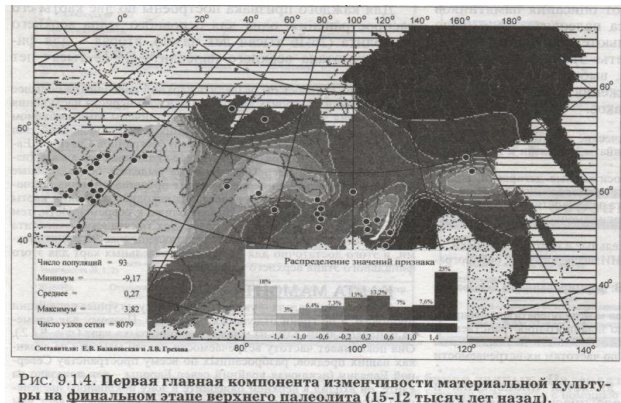 0° 20° 40° 60° 80° 100° 120° 140° 160° 180°
60°
50°
50°
40°
40°
Число популяций = 93
Минимум = -9,17
Среднее = 0,27
Максимум = 3,82
Число узлов сетки = 8079
Распределение значений признака
18% 3% 6,4% 7,3% 13,2% 7% 7,6%
-1,4 -1,0 -0,6 -0,2 0,2 0,6 1,0 1,4
Составители: Е.В. Балановская и Л.В. Грехова
80° 100° 120° 140°
Рис. 9.1.4. Первая главная компонента изменчивости материальной культу-
ры на финальном этапе верхнего палеолита (15-12 тысяч лет назад).